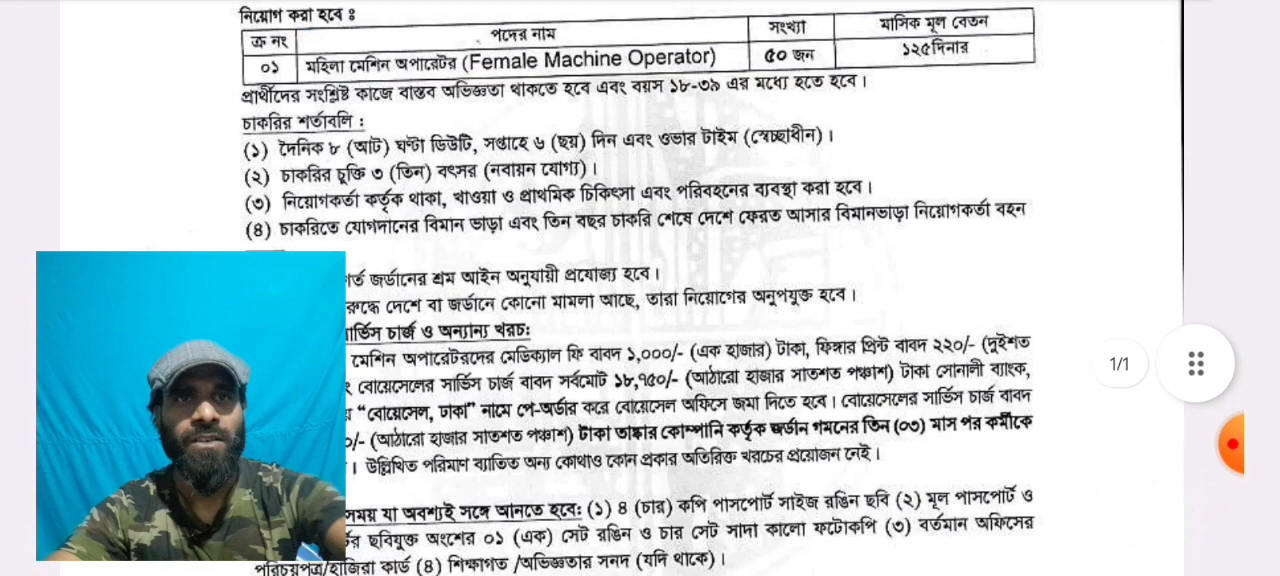 নিয়োগ করা হবে ঃ
ক্র নং পদের নাম সংখ্যা মাসিক মূল বেতন
০১ মহিলা মেশিন অপারেটর (Female Machine Operator) ৫০ জন ১২৫দিনার
প্রার্থীদের সংশ্লিষ্ট কাজে বাস্তব অভিজ্ঞতা থাকতে হবে এবং বয়স ১৮-৩৯ এর মধ্যে হতে হবে।
চাকরির শর্তাবলি :
(১) দৈনিক ৮ (আট) ঘণ্টা ডিউটি, সপ্তাহে ৬ (ছয়) দিন এবং ওভার টাইম (স্বেচ্ছাধীন)।
(২) চাকরির চুক্তি ৩ (তিন) বৎসর (নবায়ন যোগ্য)।
(৩) নিয়োগকর্তা কর্তৃক থাকা, খাওয়া ও প্রাথমিক চিকিৎসা এবং পরিবহনের ব্যবস্থা করা হবে।
(৪) চাকরিতে যোগদানের বিমান ভাড়া এবং তিন বছর চাকরি শেষে দেশে ফেরত আসার বিমানভাড়া নিয়োগকর্তা বহন
র্ত জর্ডানের শ্রম আইন অনুযায়ী প্রযোজ্য হবে।
রুদ্ধে দেশে বা জর্ডানে কোনো মামলা আছে, তারা নিয়োগের অনুপযুক্ত হবে।
ার্ভিস চার্জ ও অন্যান্য খরচ:
মেশিন অপারেটরদের মেডিক্যাল ফি বাবদ ১,০০০/- (এক হাজার) টাকা, ফিঙ্গার প্রিন্ট বাবদ ২২০/- (দুইশত
বোয়েসেলের সার্ভিস চার্জ বাবদ সর্বমোট ১৮,৭৫০/- (আঠারো হাজার সাতশত পঞ্চাশ) টাকা সোনালী ব্যাংক,
“বোয়েসেল, ঢাকা” নামে পে-অর্ডার করে বোয়েসেল অফিসে জমা দিতে হবে। বোয়েসেলের সার্ভিস চার্জ বাবদ
০/- (আঠারো হাজার সাতশত পঞ্চাশ) টাকা তাস্কার কোম্পানি কর্তৃক জর্ডান গমনের তিন (০৩) মাস পর কর্মীকে
। উল্লিখিত পরিমাণ ব্যতিত অন্য কোথাও কোন প্রকার অতিরিক্ত খরচের প্রয়োজন নেই।
সময় যা অবশ্যই সঙ্গে আনতে হবে: (১) ৪ (চার) কপি পাসপোর্ট সাইজ রঙিন ছবি (২) মূল পাসপোর্ট ও
র ছবিযুক্ত অংশের ০১ (এক) সেট রঙিন ও চার সেট সাদা কালো ফটোকপি (৩) বর্তমান অফিসের
পরিচয়পত্র/হাজিরা কার্ড (৪) শিক্ষাগত /অভিজ্ঞতার সনদ (যদি থাকে)।
1/1